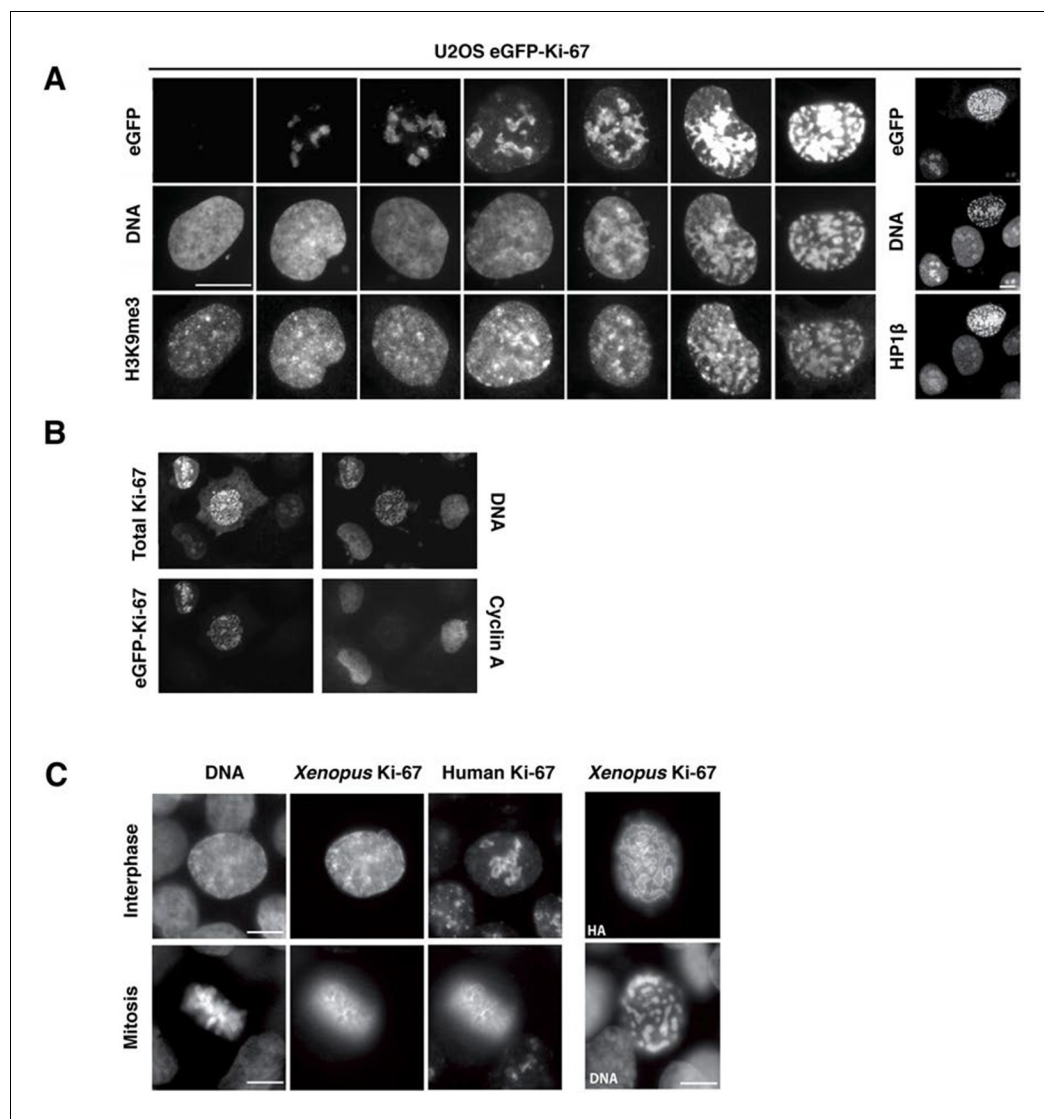 U2OS eGFP-Ki-67
A
eGFP
DNA
H3K9me3
eGFP
DNA
HP1β
B
Total Ki-67
DNA
eGFP-Ki-67
Cyclin A
C
DNA
Xenopus Ki-67
Human Ki-67
Xenopus Ki-67
Interphase
HA
Mitosis
DNA